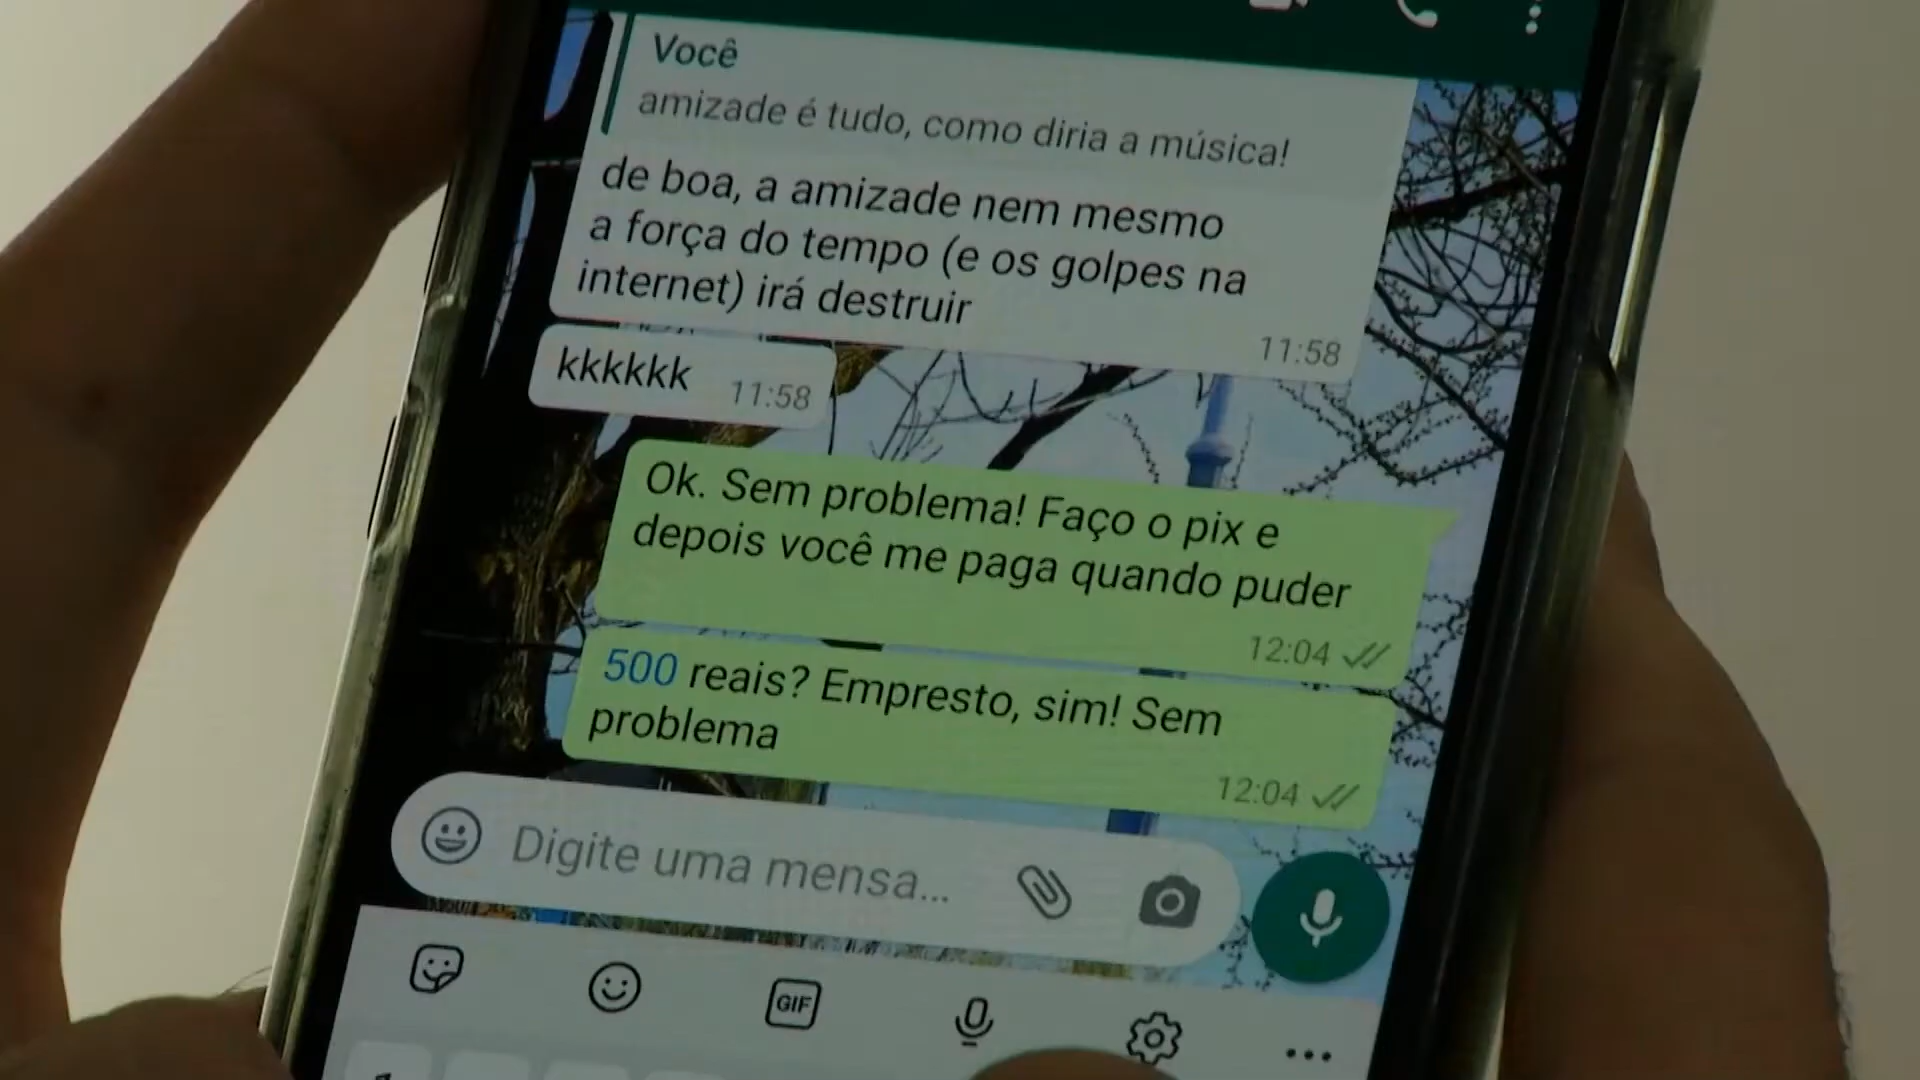 Você
amizade é tudo, como diria a música!
de boa, a amizade nem mesmo
a força do tempo (e os golpes na
internet) irá destruir
11:58
kkkkkk 11:58
Ok. Sem problema! Faço o pix e
depois você me paga quando puder
12:04
500 reais? Empresto, sim! Sem
problema
12:04
Digite uma mensa...
GIF